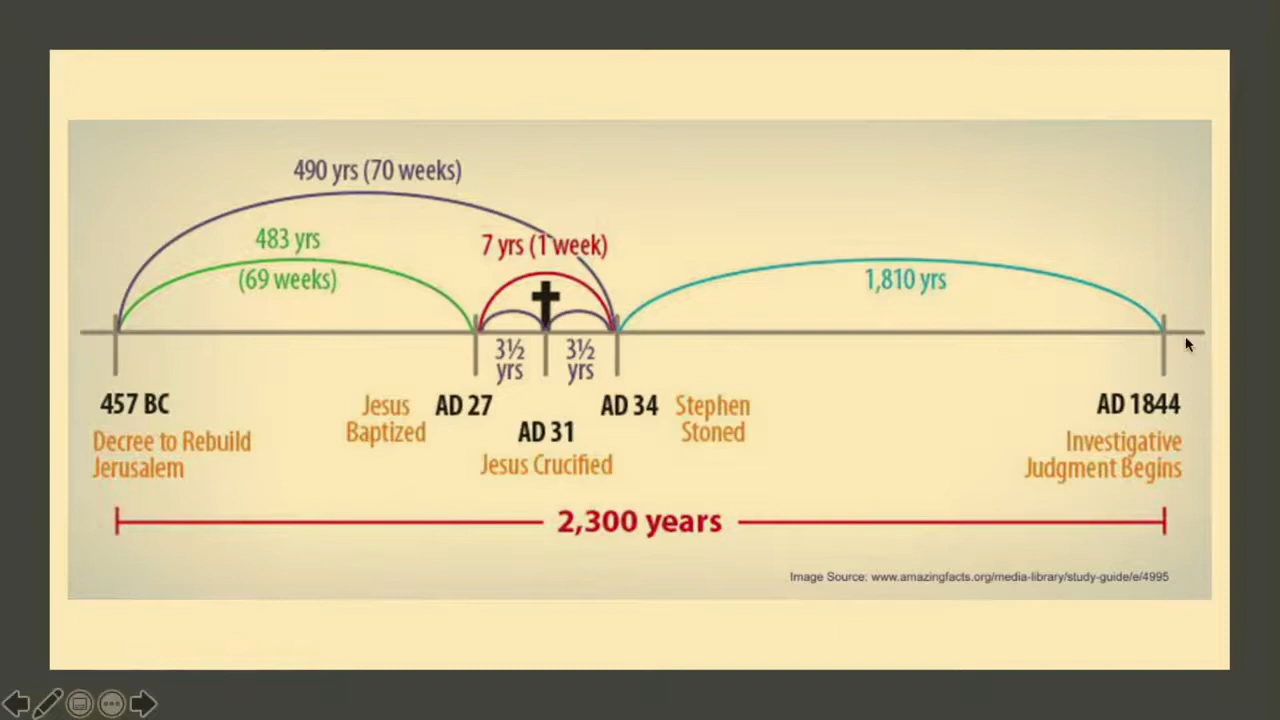 490 yrs (70 weeks)
483 yrs
(69 weeks)
7 yrs (1 week)
1,810 yrs
3½
yrs
3½
yrs
457 BC
Decree to Rebuild
Jerusalem
Jesus
Baptized
AD 27
AD 31
Jesus Crucified
AD 34
Stephen
Stoned
AD 1844
Investigative
Judgment Begins
2,300 years
Image Source: www.amazingfacts.org/media-library/study-guide/e/4995